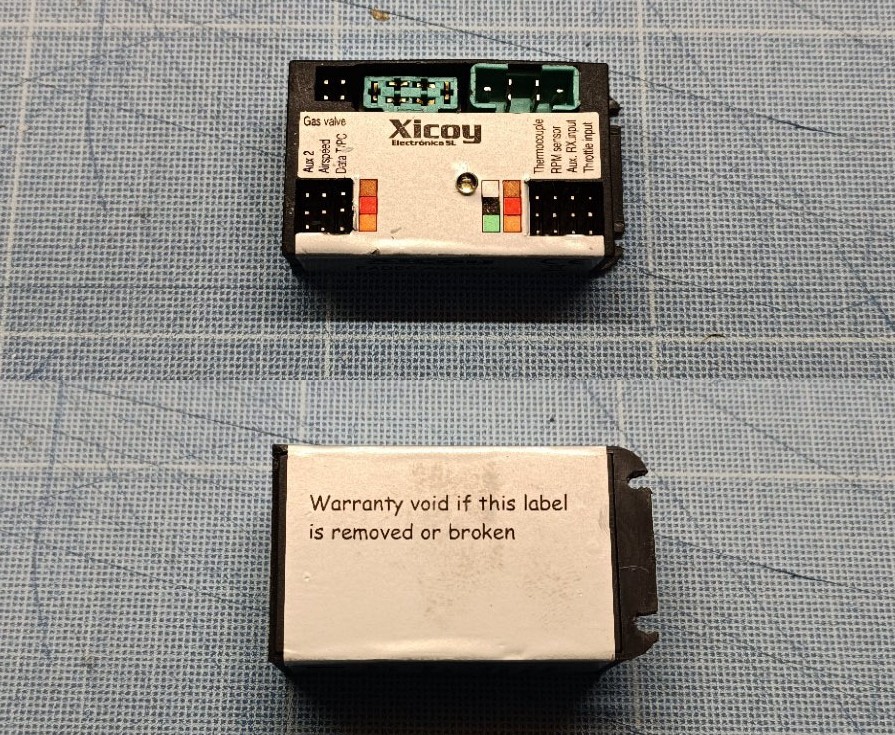 Gas valve
Xicoy
Electrónica SL
Aux 2
Airspeed
Data T/PC
Thermocouple
RPM sensor
Aux. RX input
Throttle input
Warranty void if this label
is removed or broken